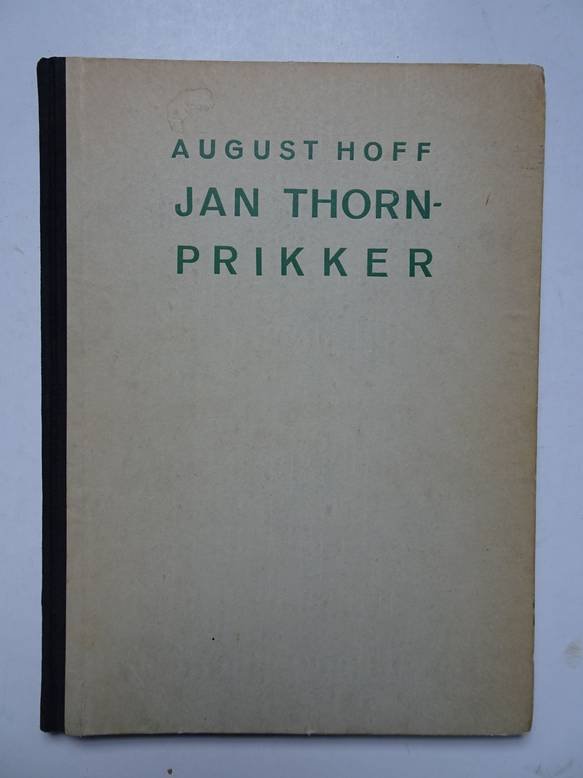 AUGUST HOFF
JAN THORN-
PRIKKER